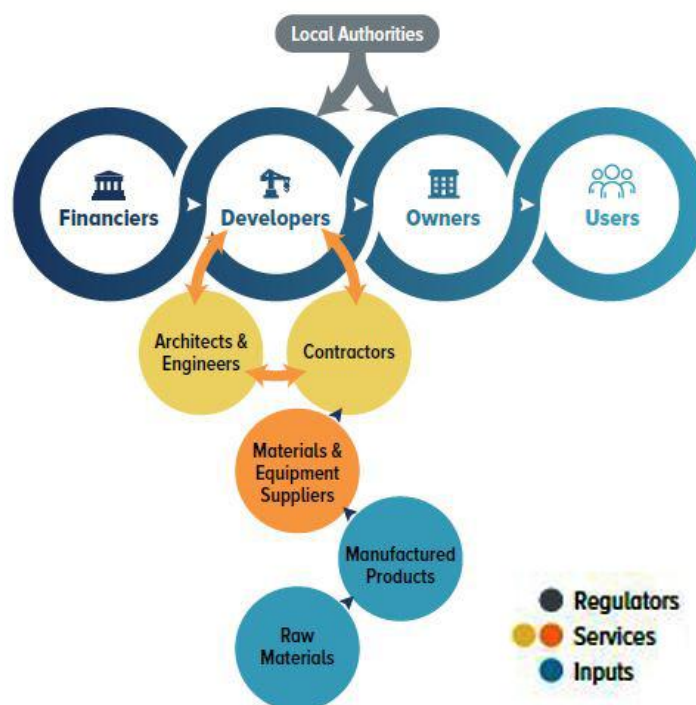 Local Authorities
Financiers
Developers
Owners
Users
Architects &
Engineers
Contractors
Materials &
Equipment
Suppliers
Manufactured
Products
Raw
Materials
Regulators
Services
Inputs